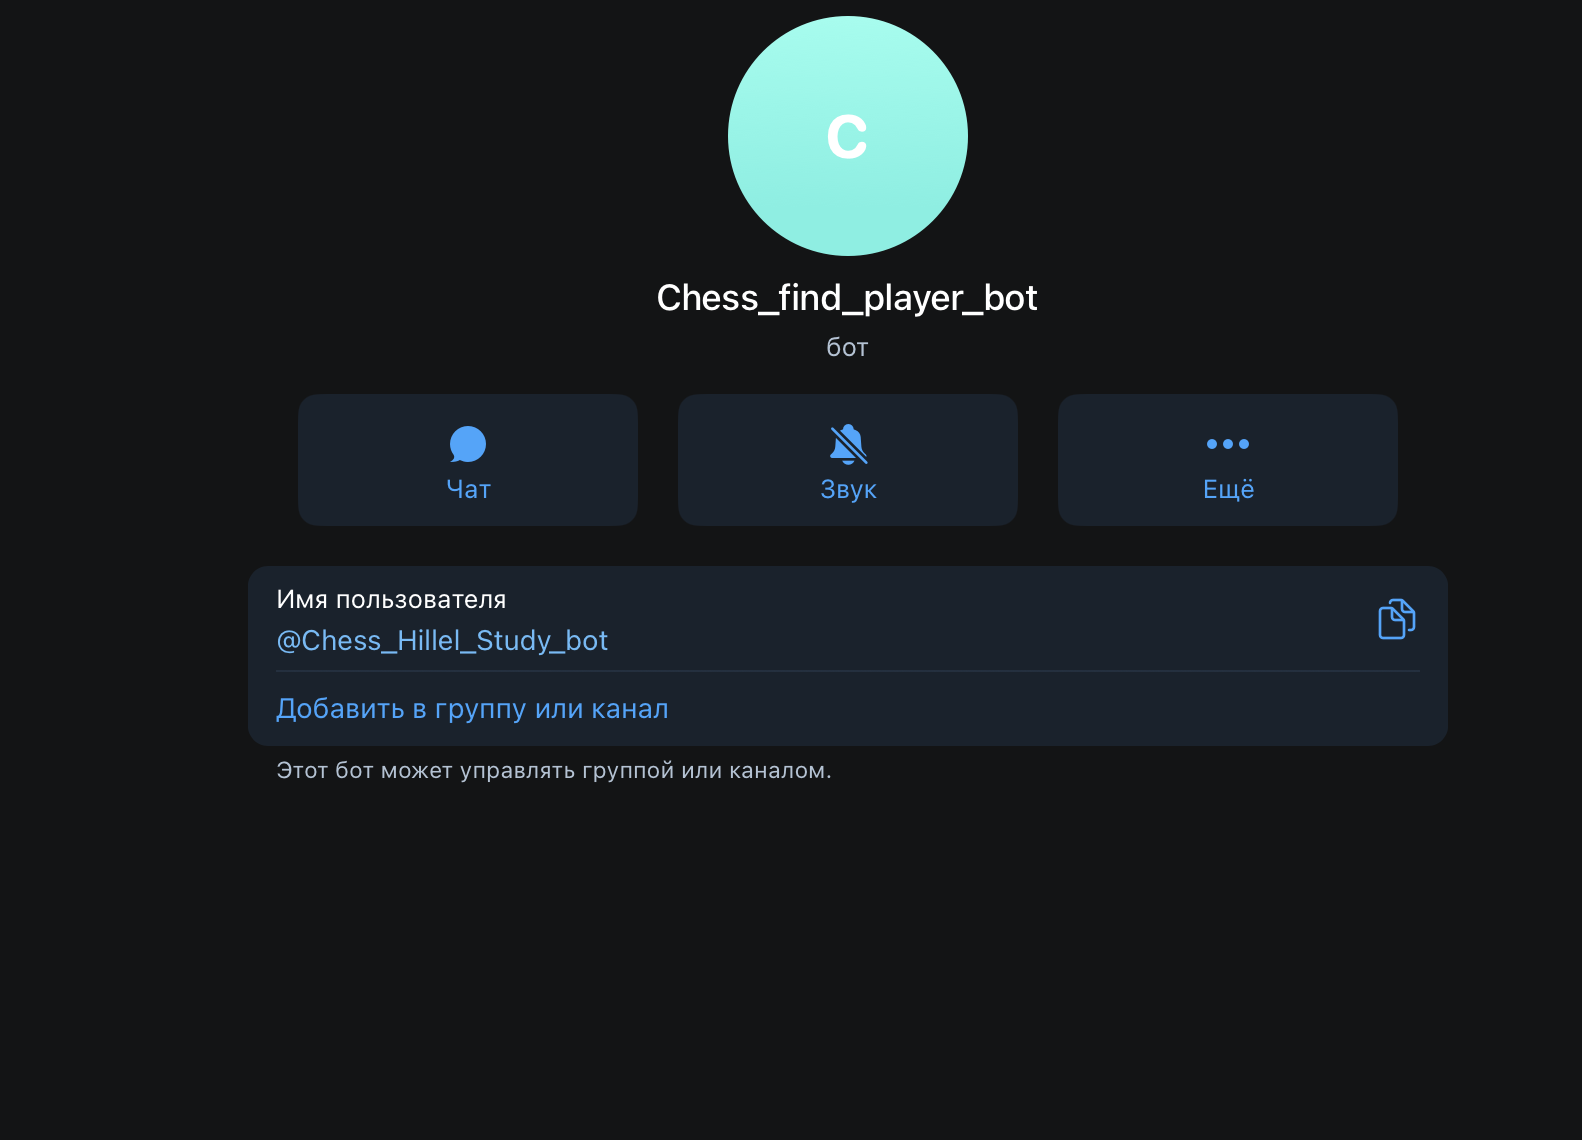 C
Chess_find_player_bot
бот
Чат
Звук
Ещё
Имя пользователя
@Chess_Hillel_Study_bot
Добавить в группу или канал
Этот бот может управлять группой или каналом.